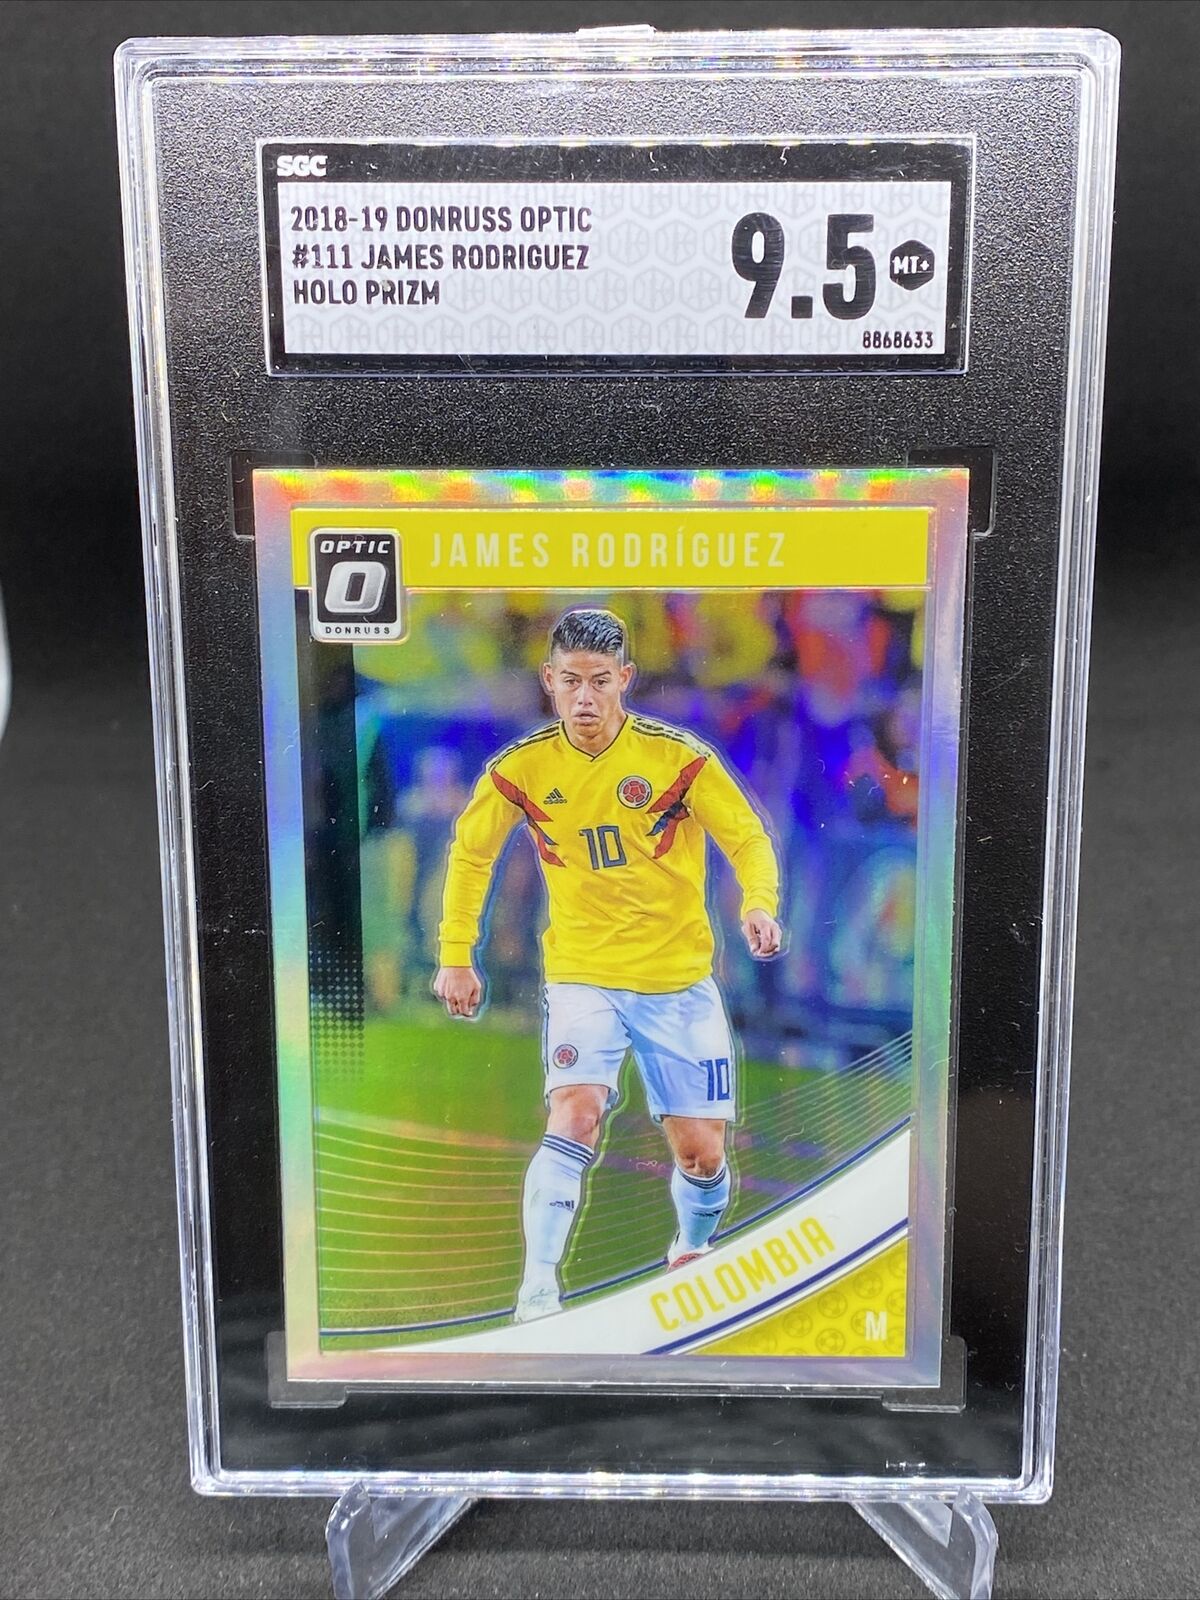 SGC
2018-19 DONRUSS OPTIC
#111 JAMES RODRIGUEZ
HOLO PRIZM
9.5
MT+
8868633
OPTIC
O
DONRUSS
JAMES RODRÍGUEZ
adidas
10
10
COLOMBIA
M